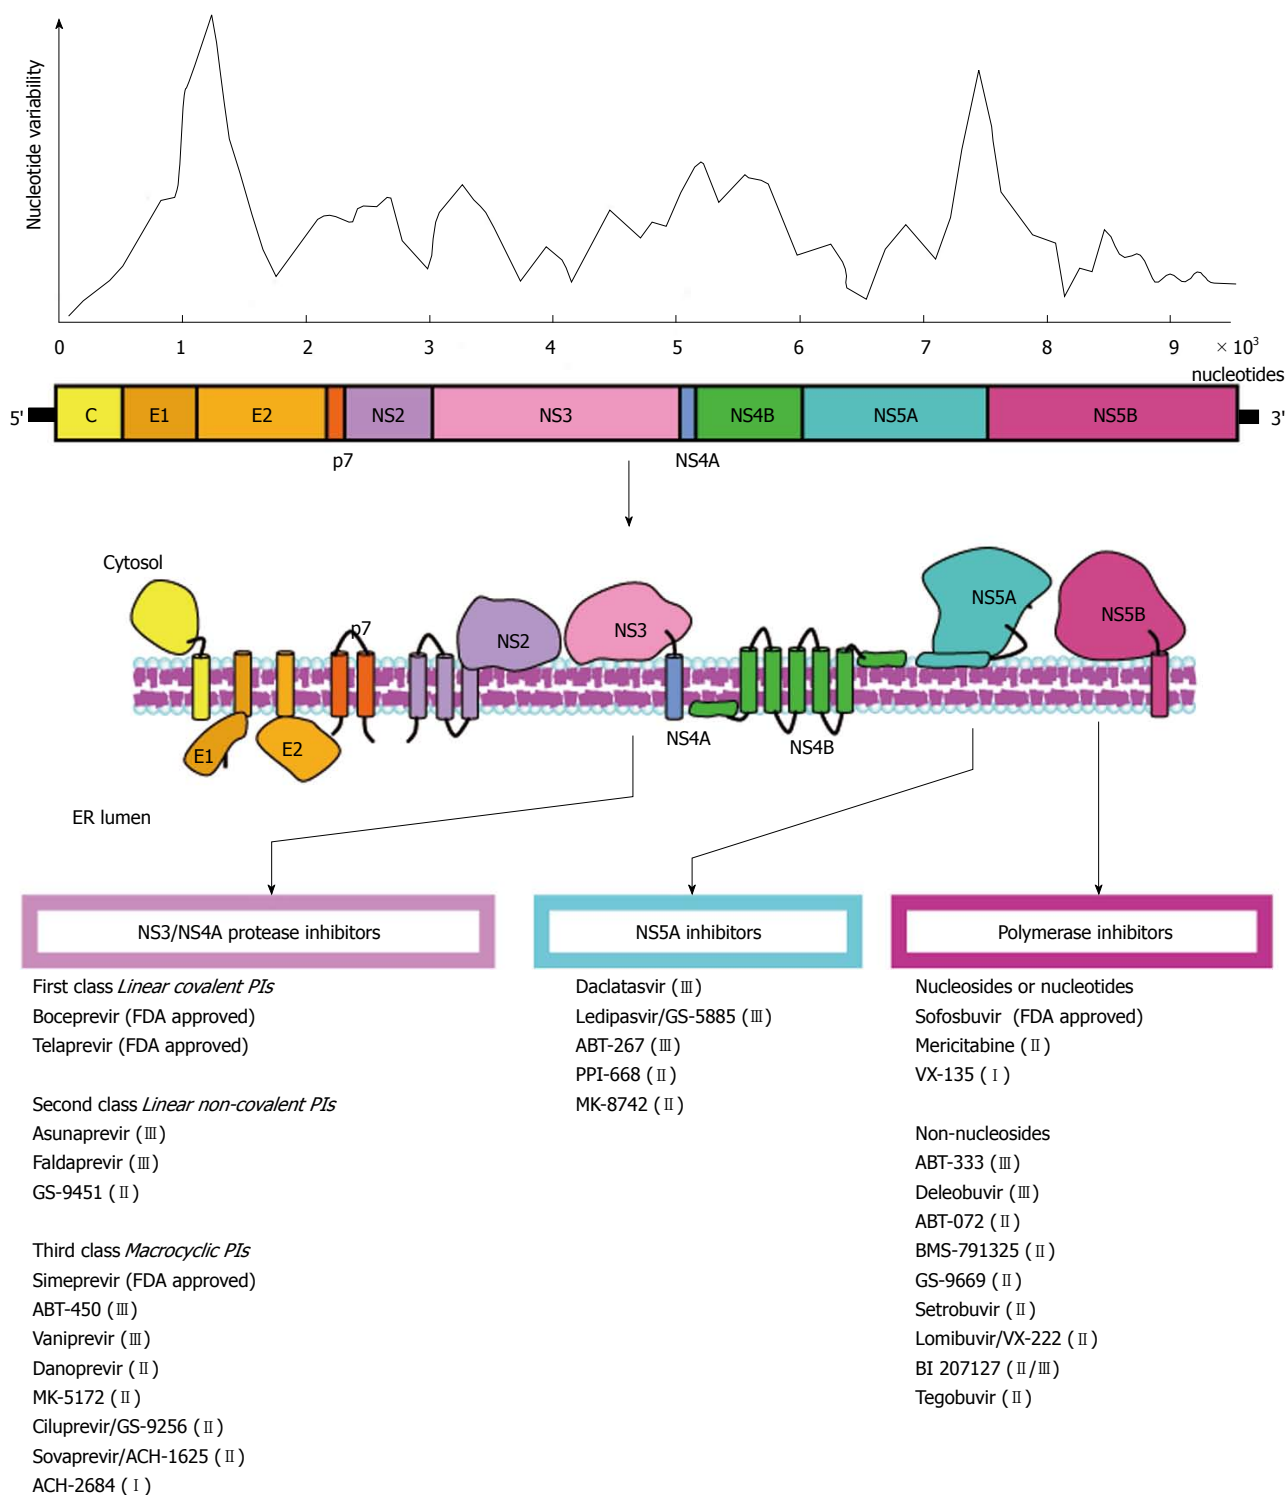 Nucleotide variability
0 1 2 3 4 5 6 7 8 9 × 10³
nucleotides
5' C E1 E2 NS2 NS3 NS4B NS5A NS5B 3'
p7 NS4A
Cytosol
p7 NS2 NS3 NS5A NS5B
E1 E2 NS4A NS4B
ER lumen
NS3/NS4A protease inhibitors
First class Linear covalent PIs
Boceprevir (FDA approved)
Telaprevir (FDA approved)
Second class Linear non-covalent PIs
Asunaprevir (Ⅲ)
Faldaprevir (Ⅲ)
GS-9451 (Ⅱ)
Third class Macrocyclic PIs
Simeprevir (FDA approved)
ABT-450 (Ⅲ)
Vaniprevir (Ⅲ)
Danoprevir (Ⅱ)
MK-5172 (Ⅱ)
Ciluprevir/GS-9256 (Ⅱ)
Sovaprevir/ACH-1625 (Ⅱ)
ACH-2684 (Ⅰ)
NS5A inhibitors
Daclatasvir (Ⅲ)
Ledipasvir/GS-5885 (Ⅲ)
ABT-267 (Ⅲ)
PPI-668 (Ⅱ)
MK-8742 (Ⅱ)
Polymerase inhibitors
Nucleosides or nucleotides
Sofosbuvir (FDA approved)
Mericitabine (Ⅱ)
VX-135 (Ⅰ)
Non-nucleosides
ABT-333 (Ⅲ)
Deleobuvir (Ⅲ)
ABT-072 (Ⅱ)
BMS-791325 (Ⅱ)
GS-9669 (Ⅱ)
Setrobuvir (Ⅱ)
Lomibuvir/VX-222 (Ⅱ)
BI 207127 (Ⅱ/Ⅲ)
Tegobuvir (Ⅱ)